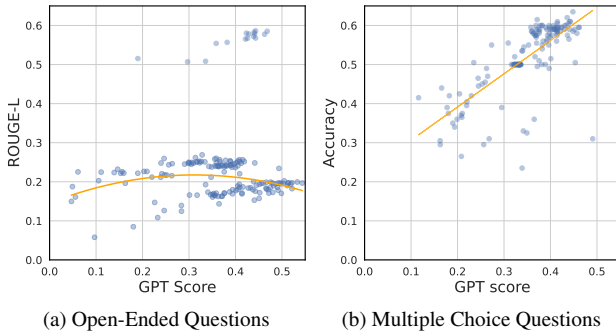 0.6
0.5
0.4
0.3
0.2
0.1
0.0
ROUGE-L
0.0 0.1 0.2 0.3 0.4 0.5
GPT Score
(a) Open-Ended Questions
0.6
0.5
0.4
0.3
0.2
0.1
0.0
Accuracy
0.0 0.1 0.2 0.3 0.4 0.5
GPT score
(b) Multiple Choice Questions